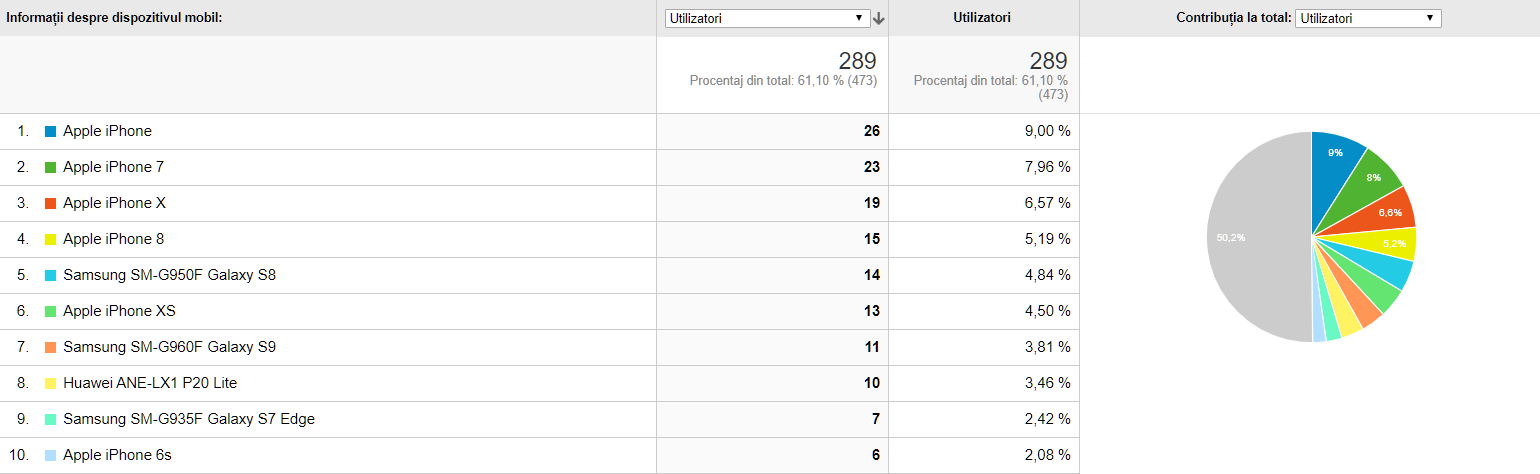 Informații despre dispozitivul mobil: Utilizatori Utilizatori Contribuția la total: Utilizatori
289 289
Procentaj din total: 61,10 % (473) Procentaj din total: 61,10 %
(473)
1. Apple iPhone 26 9,00 %
2. Apple iPhone 7 23 7,96 %
3. Apple iPhone X 19 6,57 %
4. Apple iPhone 8 15 5,19 %
5. Samsung SM-G950F Galaxy S8 14 4,84 %
6. Apple iPhone XS 13 4,50 %
7. Samsung SM-G960F Galaxy S9 11 3,81 %
8. Huawei ANE-LX1 P20 Lite 10 3,46 %
9. Samsung SM-G935F Galaxy S7 Edge 7 2,42 %
10. Apple iPhone 6s 6 2,08 %
9%
8%
6,6%
5,2%
50,2%